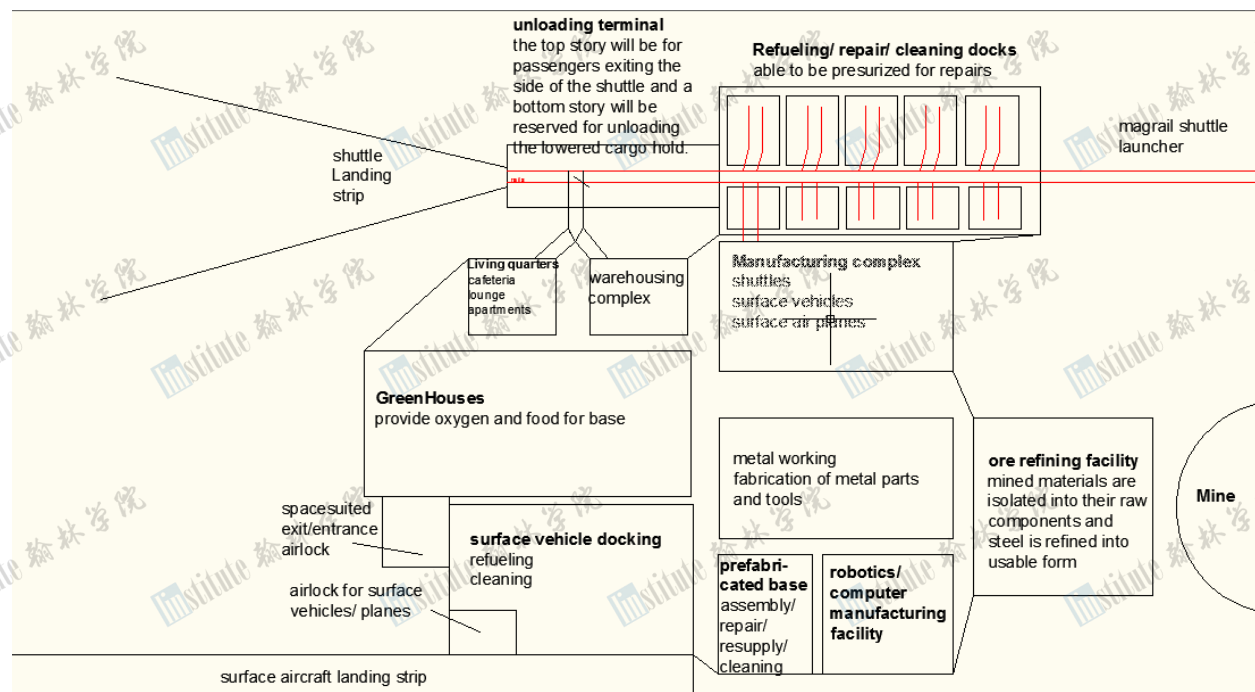 unloading terminal
the top story will be for
passengers exiting the
side of the shuttle and a
bottom story will be
reserved for unloading
the lowered cargo hold.
Refueling/ repair/ cleaning docks
able to be presurized for repairs
magrail shuttle
launcher
shuttle
Landing
strip
Living quarters
cafeteria
lounge
apartments
warehousing
complex
Manufacturing complex
shuttles
surface vehicles
surface air planes
GreenHouses
provide oxygen and food for base
metal working
fabrication of metal parts
and tools
ore refining facility
mined materials are
isolated into their raw
components and
steel is refined into
usable form
Mine
spacesuited
exit/entrance
airlock
surface vehicle docking
refueling
cleaning
airlock for surface
vehicles/ planes
prefabri-
cated base
assembly/
repair/
resupply/
cleaning
robotics/
computer
manufacturing
facility
surface aircraft landing strip
Institute 翰林学院